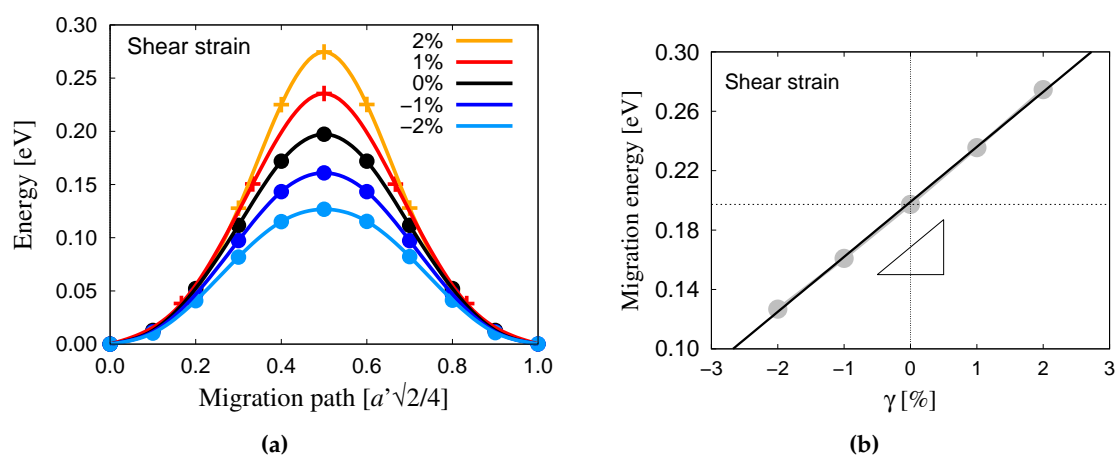 Shear strain
2%
1%
0%
−1%
−2%
0.30
0.25
0.20
0.15
0.10
0.05
0.00
Energy [eV]
0.0 0.2 0.4 0.6 0.8 1.0
Migration path [a’√2/4]
(a)
Shear strain
0.30
0.26
0.22
0.18
0.14
0.10
Migration energy [eV]
−3 −2 −1 0 1 2 3
γ [%]
(b)